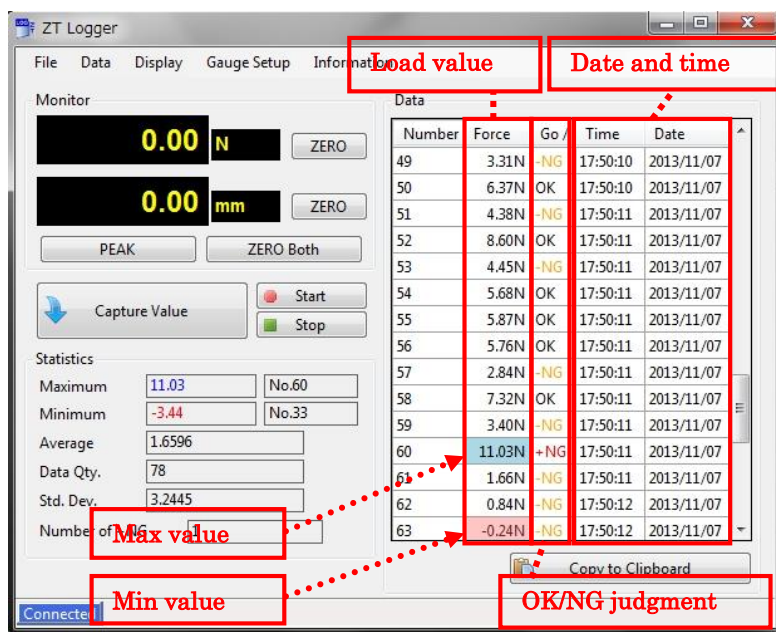 ZT Logger
File Data Display Gauge Setup Information
Load value
Date and time
Monitor
0.00 N ZERO
0.00 mm ZERO
PEAK ZERO Both
Capture Value
Start
Stop
Statistics
Maximum 11.03 No.60
Minimum -3.44 No.33
Average 1.6596
Data Qty. 78
Std. Dev. 3.2445
Number of 1
Max value
Min value
Connected
Data
Number Force Go / Time Date
49 3.31N -NG 17:50:10 2013/11/07
50 6.37N OK 17:50:10 2013/11/07
51 4.38N -NG 17:50:11 2013/11/07
52 8.60N OK 17:50:11 2013/11/07
53 4.45N -NG 17:50:11 2013/11/07
54 5.68N OK 17:50:11 2013/11/07
55 5.87N OK 17:50:11 2013/11/07
56 5.76N OK 17:50:11 2013/11/07
57 2.84N -NG 17:50:11 2013/11/07
58 7.32N OK 17:50:11 2013/11/07
59 3.40N -NG 17:50:11 2013/11/07
60 11.03N +NG 17:50:11 2013/11/07
61 1.66N -NG 17:50:11 2013/11/07
62 0.84N -NG 17:50:12 2013/11/07
63 -0.24N -NG 17:50:12 2013/11/07
Copy to Clipboard
OK/NG judgment